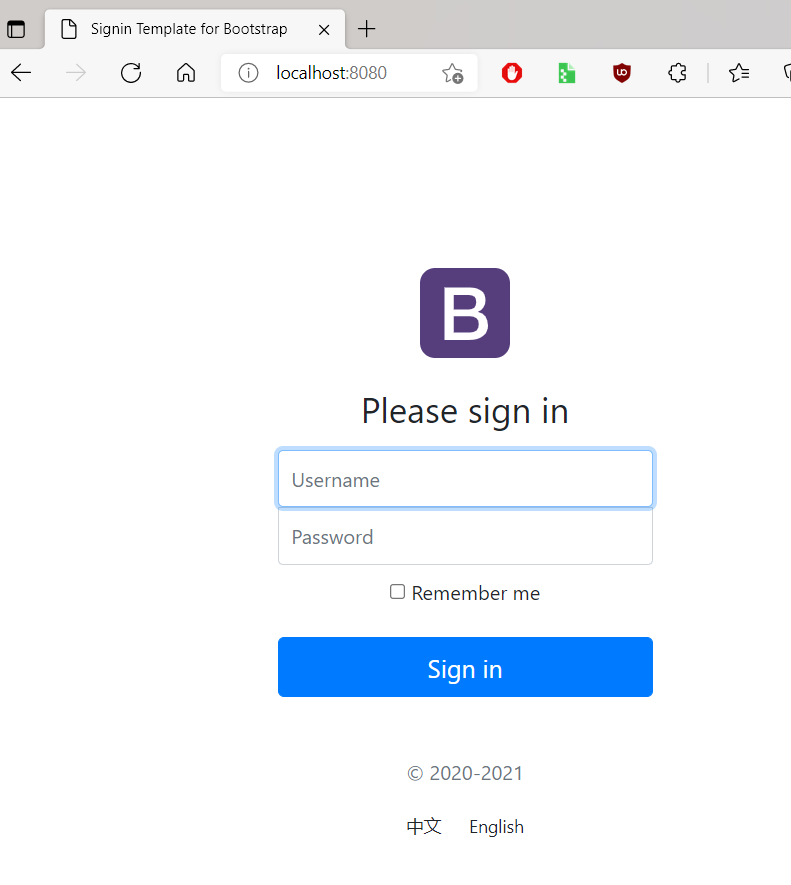 Signin Template for Bootstrap
localhost:8080
B
Please sign in
Username
Password
Remember me
Sign in
© 2020-2021
中文 English